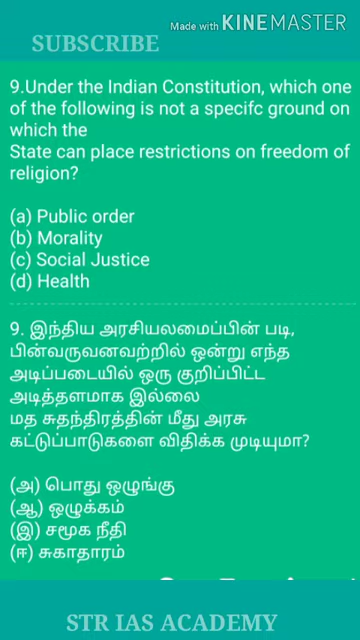 Made with KINEMASTER
SUBSCRIBE
9.Under the Indian Constitution, which one
of the following is not a specifc ground on
which the
State can place restrictions on freedom of
religion?
(a) Public order
(b) Morality
(c) Social Justice
(d) Health
9. இந்திய அரசியலமைப்பின் படி,
பின்வருவனவற்றில் ஒன்று எந்த
அடிப்படையில் ஒரு குறிப்பிட்ட
அடித்தளமாக இல்லை
மத சுதந்திரத்தின் மீது அரசு
கட்டுப்பாடுகளை விதிக்க முடியுமா?
(அ) பொது ஒழுங்கு
(ஆ) ஒழுக்கம்
(இ) சமூக நீதி
(ஈ) சுகாதாரம்
STR IAS ACADEMY